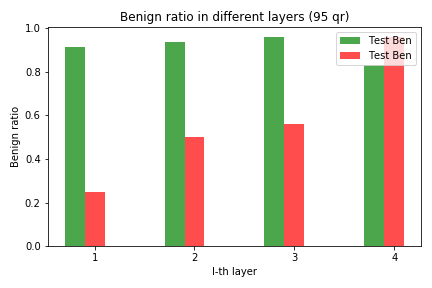 Benign ratio in different layers (95 qr)
Test Ben
Test Ben
Benign ratio
1.0
0.8
0.6
0.4
0.2
0.0
1
2
3
4
l-th layer